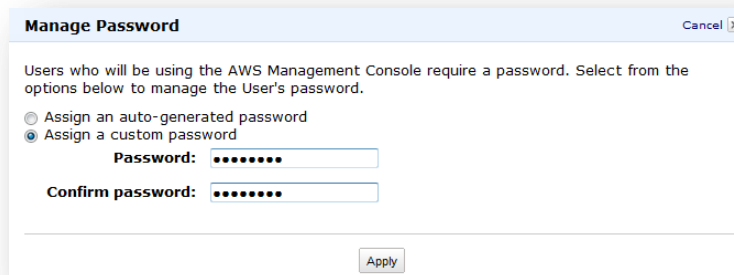 Manage Password
Cancel
Users who will be using the AWS Management Console require a password. Select from the
options below to manage the User's password.
Assign an auto-generated password
Assign a custom password
Password: ••••••••
Confirm password: ••••••••
Apply